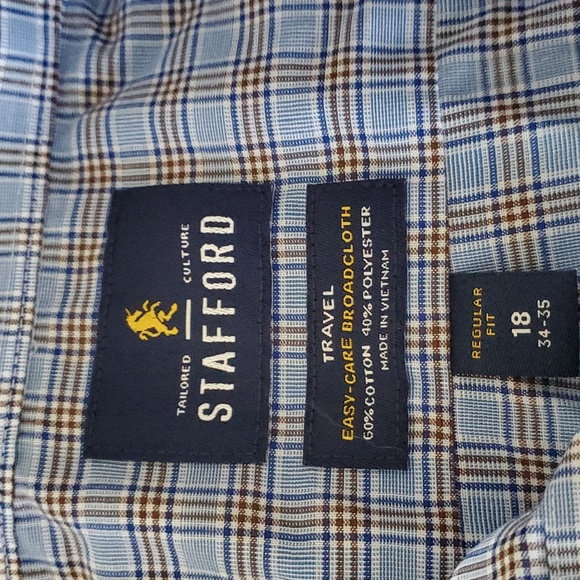 TAILORED CULTURE
STAFFORD
TRAVEL
EASY-CARE BROADCLOTH
60% COTTON 40% POLYESTER
MADE IN VIETNAM
REGULAR
FIT
18
34-35